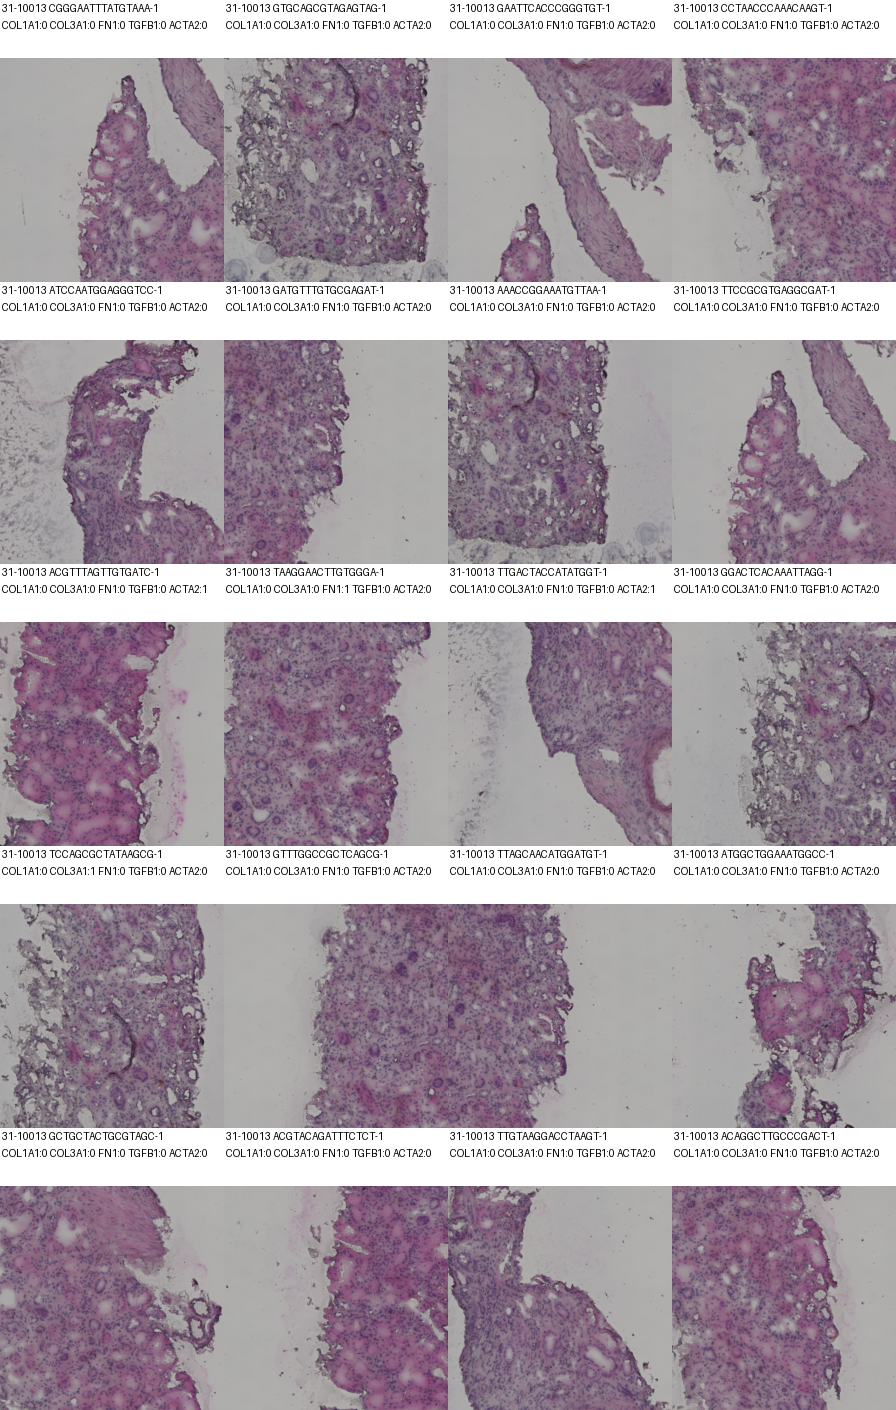 31-10013 CGGGAATTTATGTAAA-1 31-10013 GTGCAGCGTAGAGTAG-1 31-10013 GAATTCACCCGGGTGT-1 31-10013 CCTAACCCAAACAAGT-1
COL1A1:0 COL3A1:0 FN1:0 TGFB1:0 ACTA2:0 COL1A1:0 COL3A1:0 FN1:0 TGFB1:0 ACTA2:0 COL1A1:0 COL3A1:0 FN1:0 TGFB1:0 ACTA2:0 COL1A1:0 COL3A1:0 FN1:0 TGFB1:0 ACTA2:0
31-10013 ATCCAATGGAGGGTCC-1 31-10013 GATGTTTGTGCGAGAT-1 31-10013 AAACCGGAAATGTTAA-1 31-10013 TTCCGCGTGAGGCGAT-1
COL1A1:0 COL3A1:0 FN1:0 TGFB1:0 ACTA2:0 COL1A1:0 COL3A1:0 FN1:0 TGFB1:0 ACTA2:0 COL1A1:0 COL3A1:0 FN1:0 TGFB1:0 ACTA2:0 COL1A1:0 COL3A1:0 FN1:0 TGFB1:0 ACTA2:0
31-10013 ACGTTTAGTTGTGATC-1 31-10013 TAAGGAACTTGTGGGA-1 31-10013 TTGACTACCATATGGT-1 31-10013 GGACTCACAAATTAGG-1
COL1A1:0 COL3A1:0 FN1:0 TGFB1:0 ACTA2:1 COL1A1:0 COL3A1:0 FN1:1 TGFB1:0 ACTA2:0 COL1A1:0 COL3A1:0 FN1:0 TGFB1:0 ACTA2:1 COL1A1:0 COL3A1:0 FN1:0 TGFB1:0 ACTA2:0
31-10013 TCCAGCGCTATAAGCG-1 31-10013 GTTTGGCCGCTCAGCG-1 31-10013 TTAGCAACATGGATGT-1 31-10013 ATGGCTGGAAATGGCC-1
COL1A1:0 COL3A1:1 FN1:0 TGFB1:0 ACTA2:0 COL1A1:0 COL3A1:0 FN1:0 TGFB1:0 ACTA2:0 COL1A1:0 COL3A1:0 FN1:0 TGFB1:0 ACTA2:0 COL1A1:0 COL3A1:0 FN1:0 TGFB1:0 ACTA2:0
31-10013 GCTGCTACTGCGTAGC-1 31-10013 ACGTACAGATTTCTCT-1 31-10013 TTGTAAGGACCTAAGT-1 31-10013 ACAGGCTTGCCCGACT-1
COL1A1:0 COL3A1:0 FN1:0 TGFB1:0 ACTA2:0 COL1A1:0 COL3A1:0 FN1:0 TGFB1:0 ACTA2:0 COL1A1:0 COL3A1:0 FN1:0 TGFB1:0 ACTA2:0 COL1A1:0 COL3A1:0 FN1:0 TGFB1:0 ACTA2:0